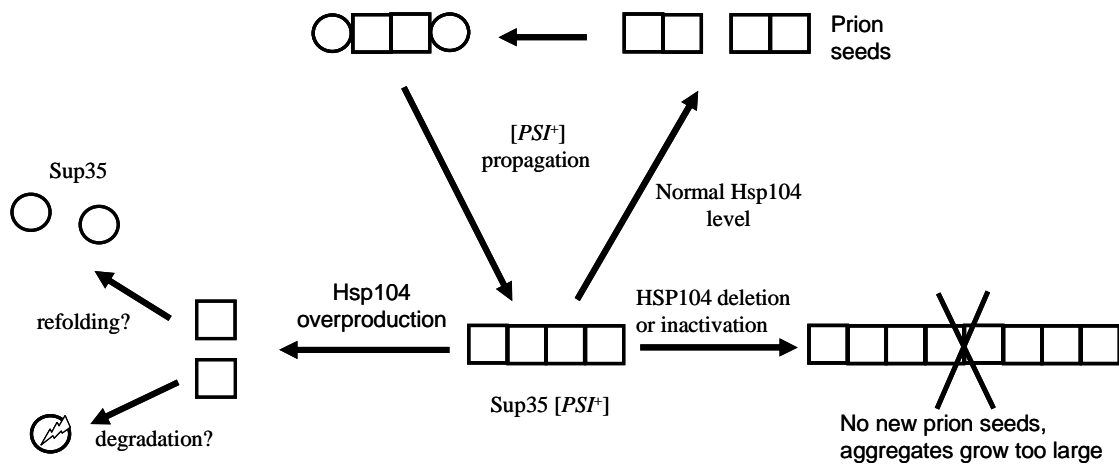 Prion
seeds
[PSI⁺]
propagation
Sup35
Normal Hsp104
level
Hsp104
overproduction
HSP104 deletion
or inactivation
refolding?
Sup35 [PSI⁺]
degradation?
No new prion seeds,
aggregates grow too large